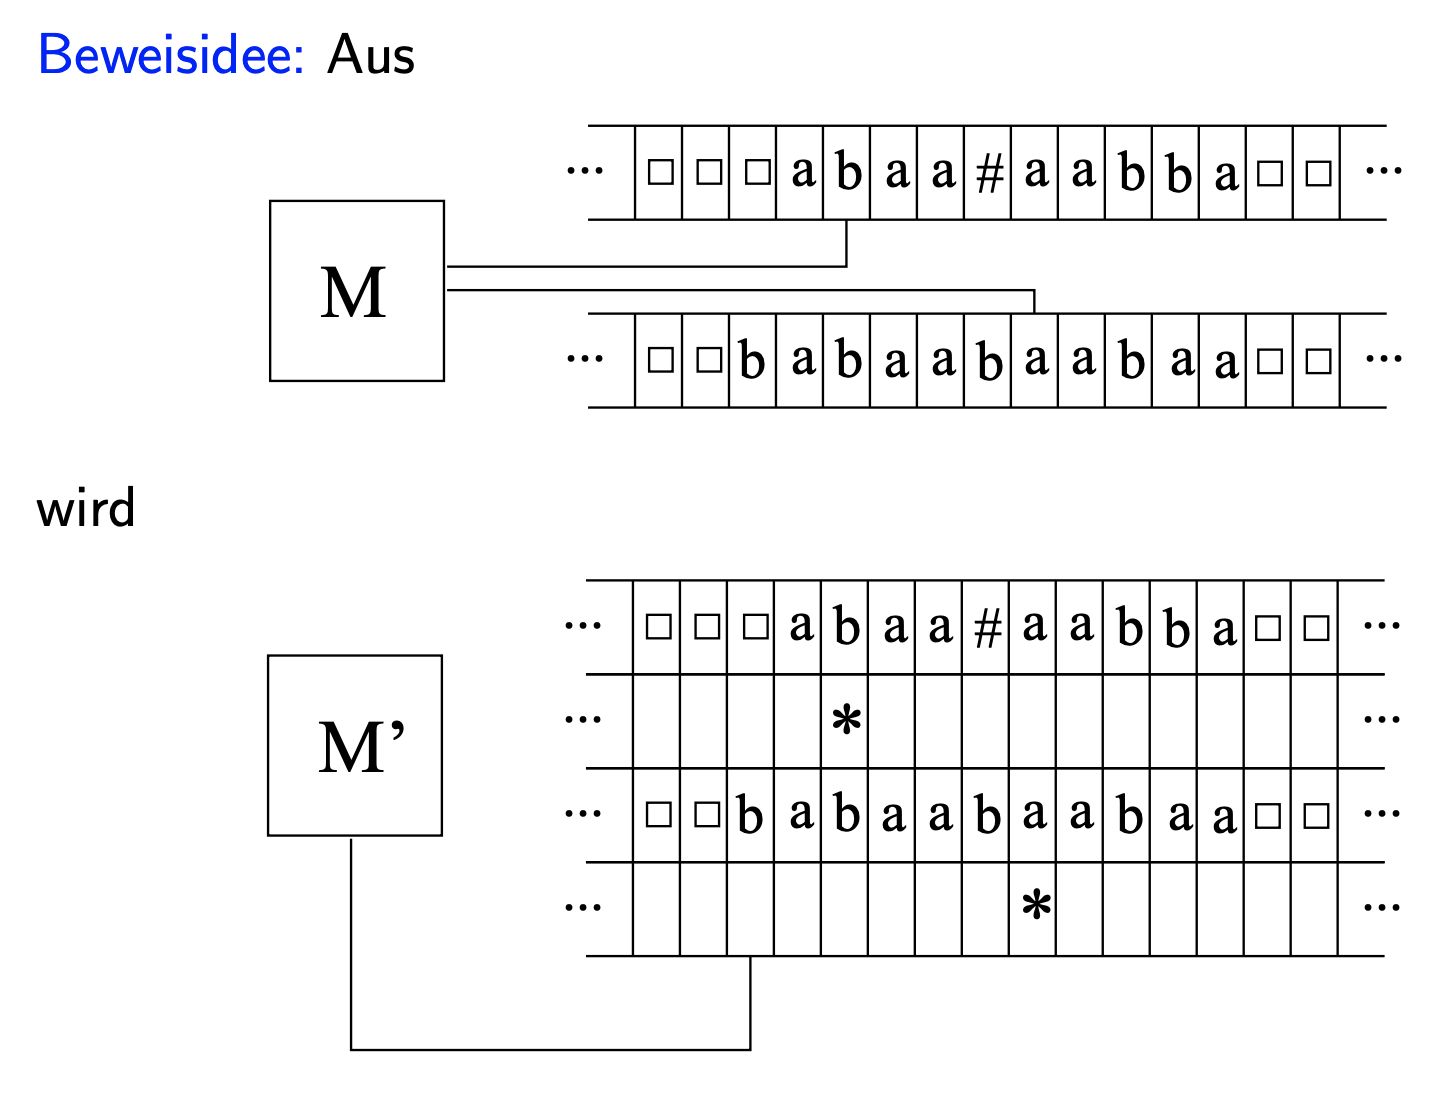 Beweisidee: Aus
... □ □ □ a b a a # a a b b a □ □ ...
M
... □ □ b a b a a b a a b a a □ □ ...
wird
... □ □ □ a b a a # a a b b a □ □ ...
... * ...
M’
... □ □ b a b a a b a a b a a □ □ ...
... * ...